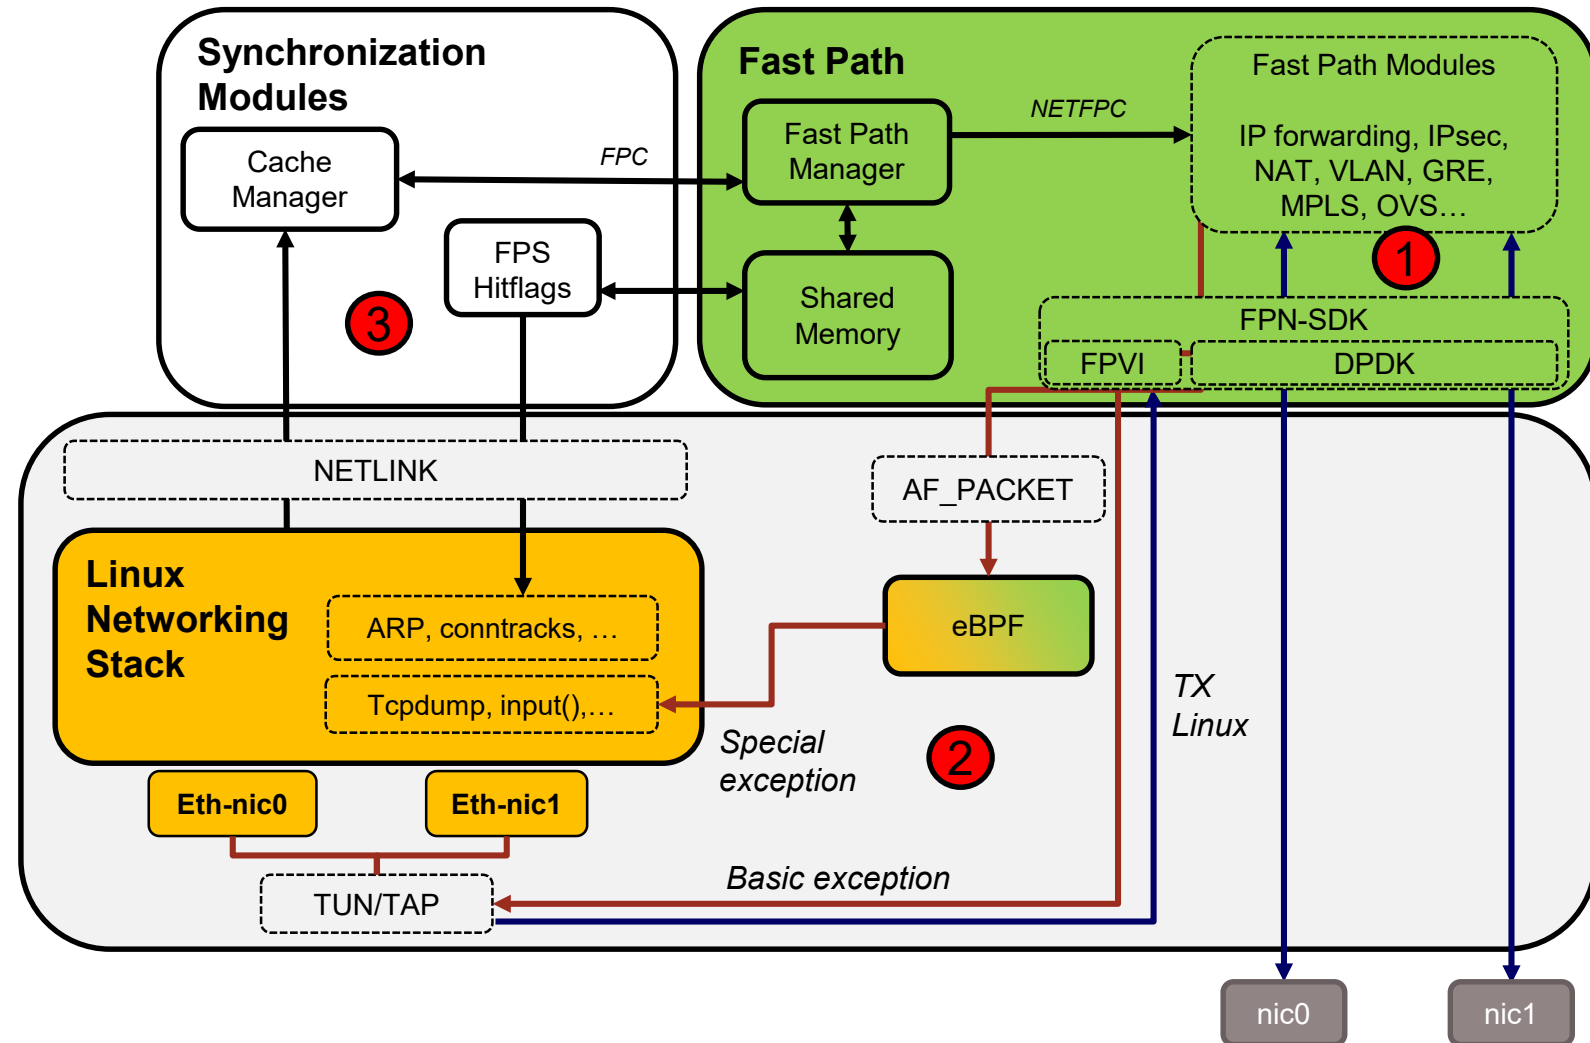 Synchronization
Modules
Cache
Manager
FPS
Hitflags
3
FPC
Fast Path
Fast Path
Manager
NETFPC
Shared
Memory
Fast Path Modules
IP forwarding, IPsec,
NAT, VLAN, GRE,
MPLS, OVS...
1
FPN-SDK
FPVI
DPDK
NETLINK
AF_PACKET
Linux
Networking
Stack
ARP, conntracks, ...
Tcpdump, input(),...
eBPF
Special
exception
2
TX
Linux
Eth-nic0
Eth-nic1
Basic exception
TUN/TAP
nic0
nic1